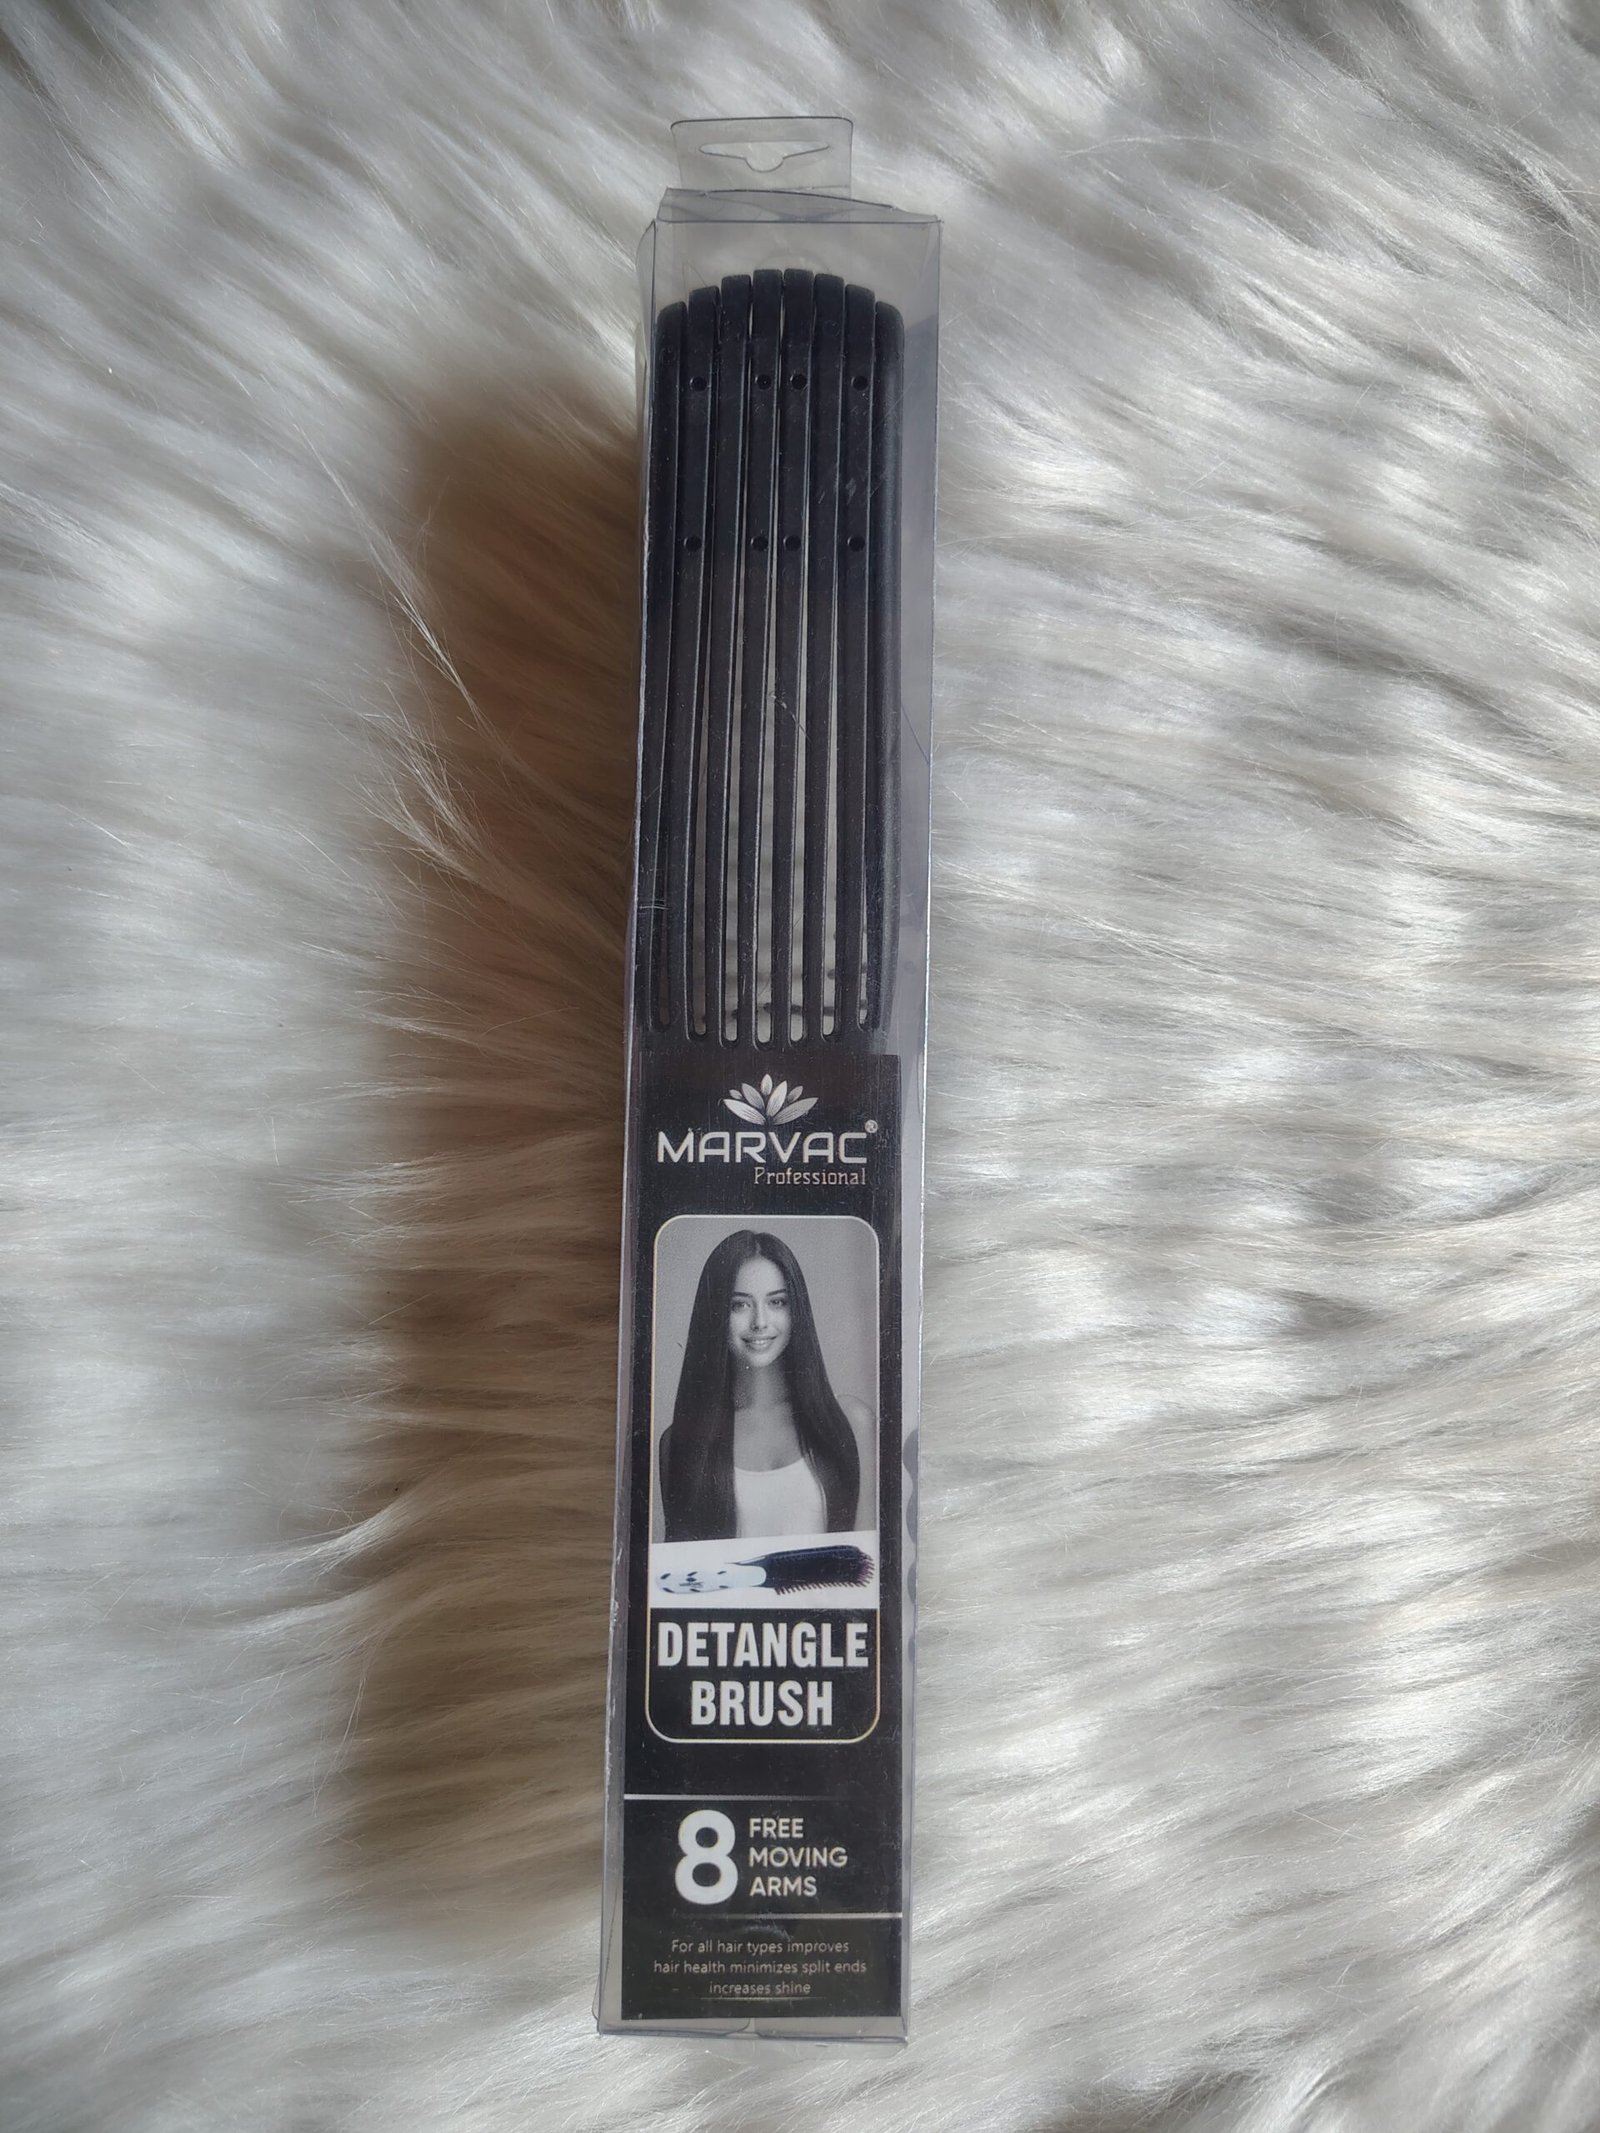 MARVAC®
Professional
DETANGLE
BRUSH
8 FREE
MOVING
ARMS
For all hair types improves
hair health minimizes split ends
increases shine